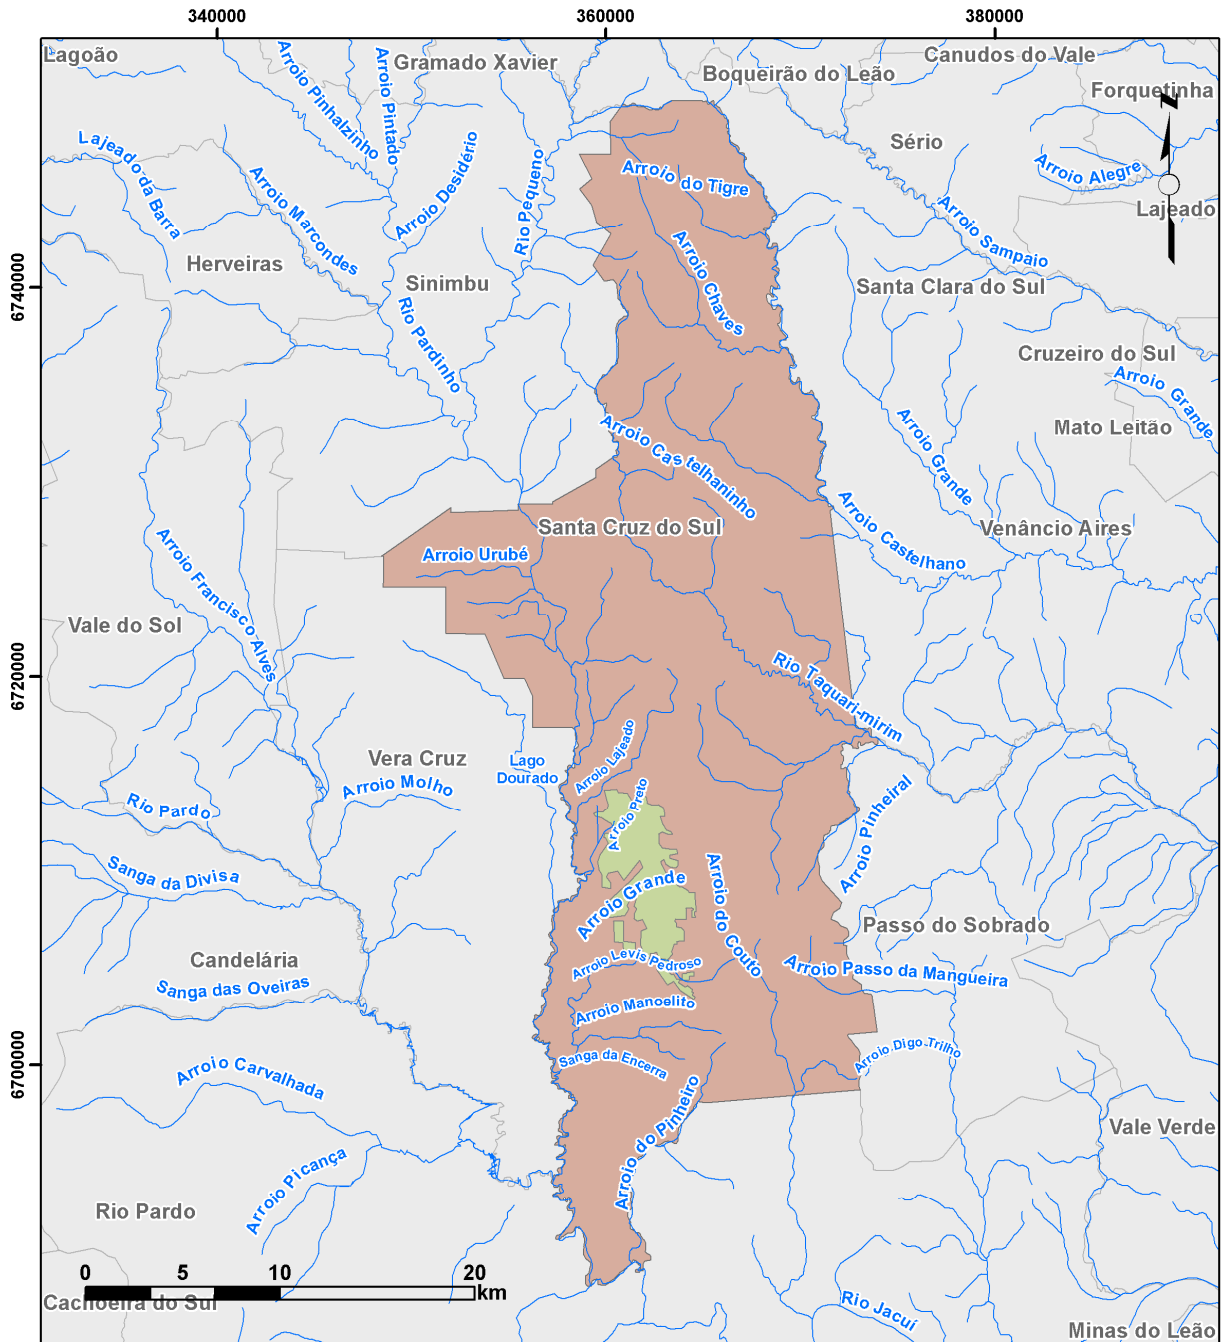 340000
360000
380000
Lagoão
Gramado Xavier
Canudos do Vale
Boqueirão do Leão
Forquetinha
N
Arroio Pinhalzinho
Arroio Pintado
Lajeado da Barra
Arroio Marcondes
Arroio Desidério
Rio Pequeno
Arroio do Tigre
Sério
Arroio Alegre
Lajeado
Arroio Sampaio
Herveiras
Sinimbu
Arroio Chaves
Santa Clara do Sul
6740000
Rio Pardinho
Cruzeiro do Sul
Arroio Grande
Mato Leitão
Arroio Grande
Arroio Castelhaninho
Santa Cruz do Sul
Arroio Castelhano
Venâncio Aires
Arroio Urubé
Arroio Francisco Alves
Vale do Sol
6720000
Rio Taquari-mirim
Vera Cruz
Lago
Dourado
Arroio Lajeado
Arroio Molho
Rio Pardo
Arroio Preto
Arroio Pinheiral
Sanga da Divisa
Arroio Grande
Arroio do Couto
Passo do Sobrado
Candelária
Arroio Levis Pedroso
Arroio Passo da Mangueira
Sanga das Oveiras
Arroio Manoelito
6700000
Sanga da Encerra
Arroio Digo Trilho
Arroio Carvalhada
Arroio do Pinheiro
Vale Verde
Arroio Picança
Rio Pardo
0 5 10 20
km
Cachoeira do Sul
Rio Jacuí
Minas do Leão